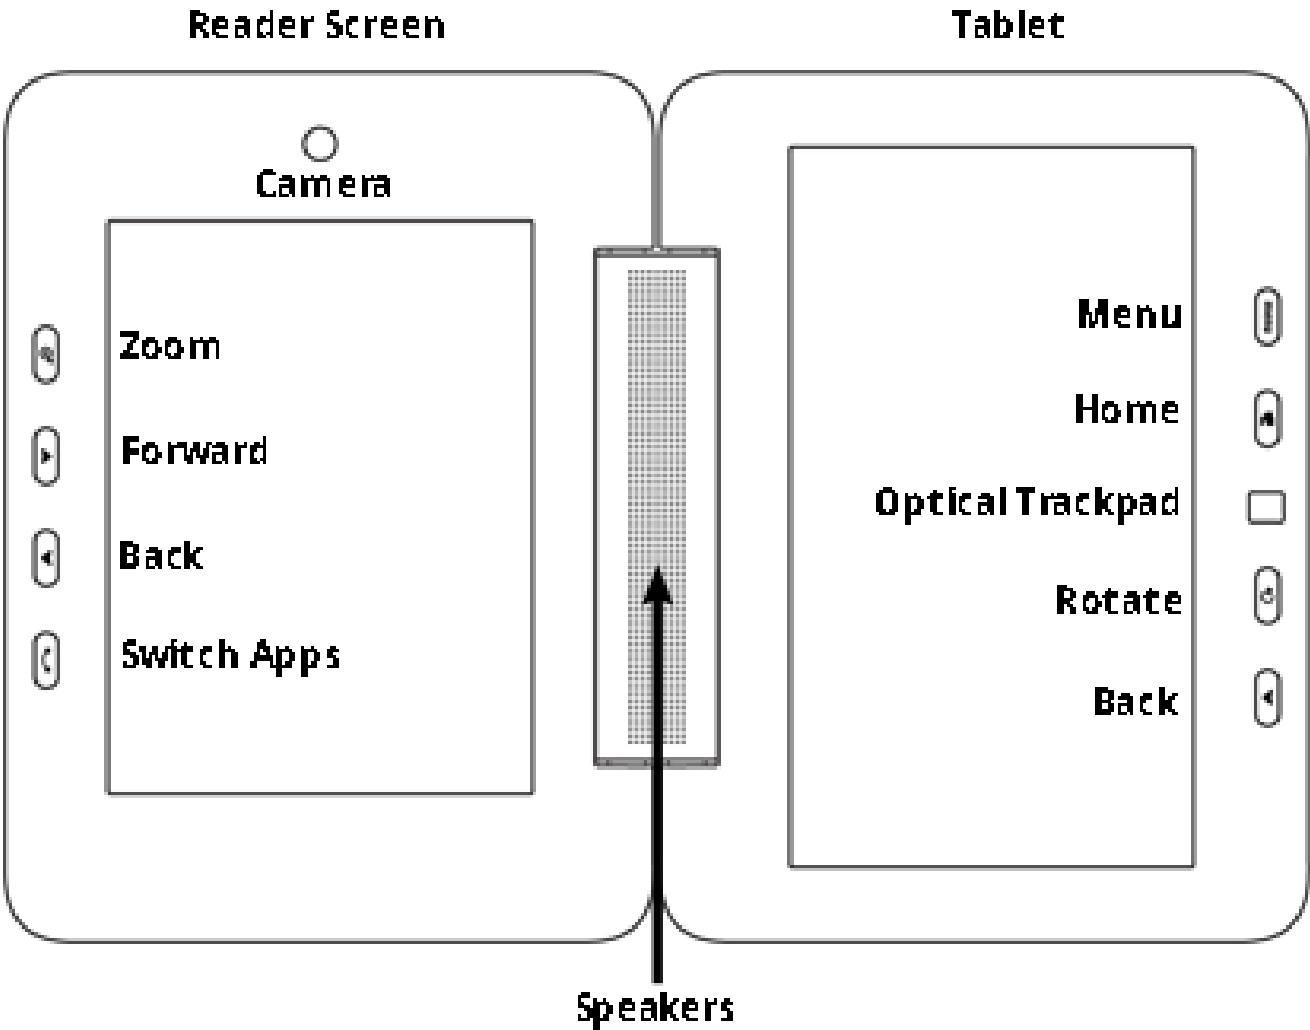 Reader Screen
Tablet
Camera
Zoom
Forward
Back
Switch Apps
Menu
Home
Optical Trackpad
Rotate
Back
Speakers